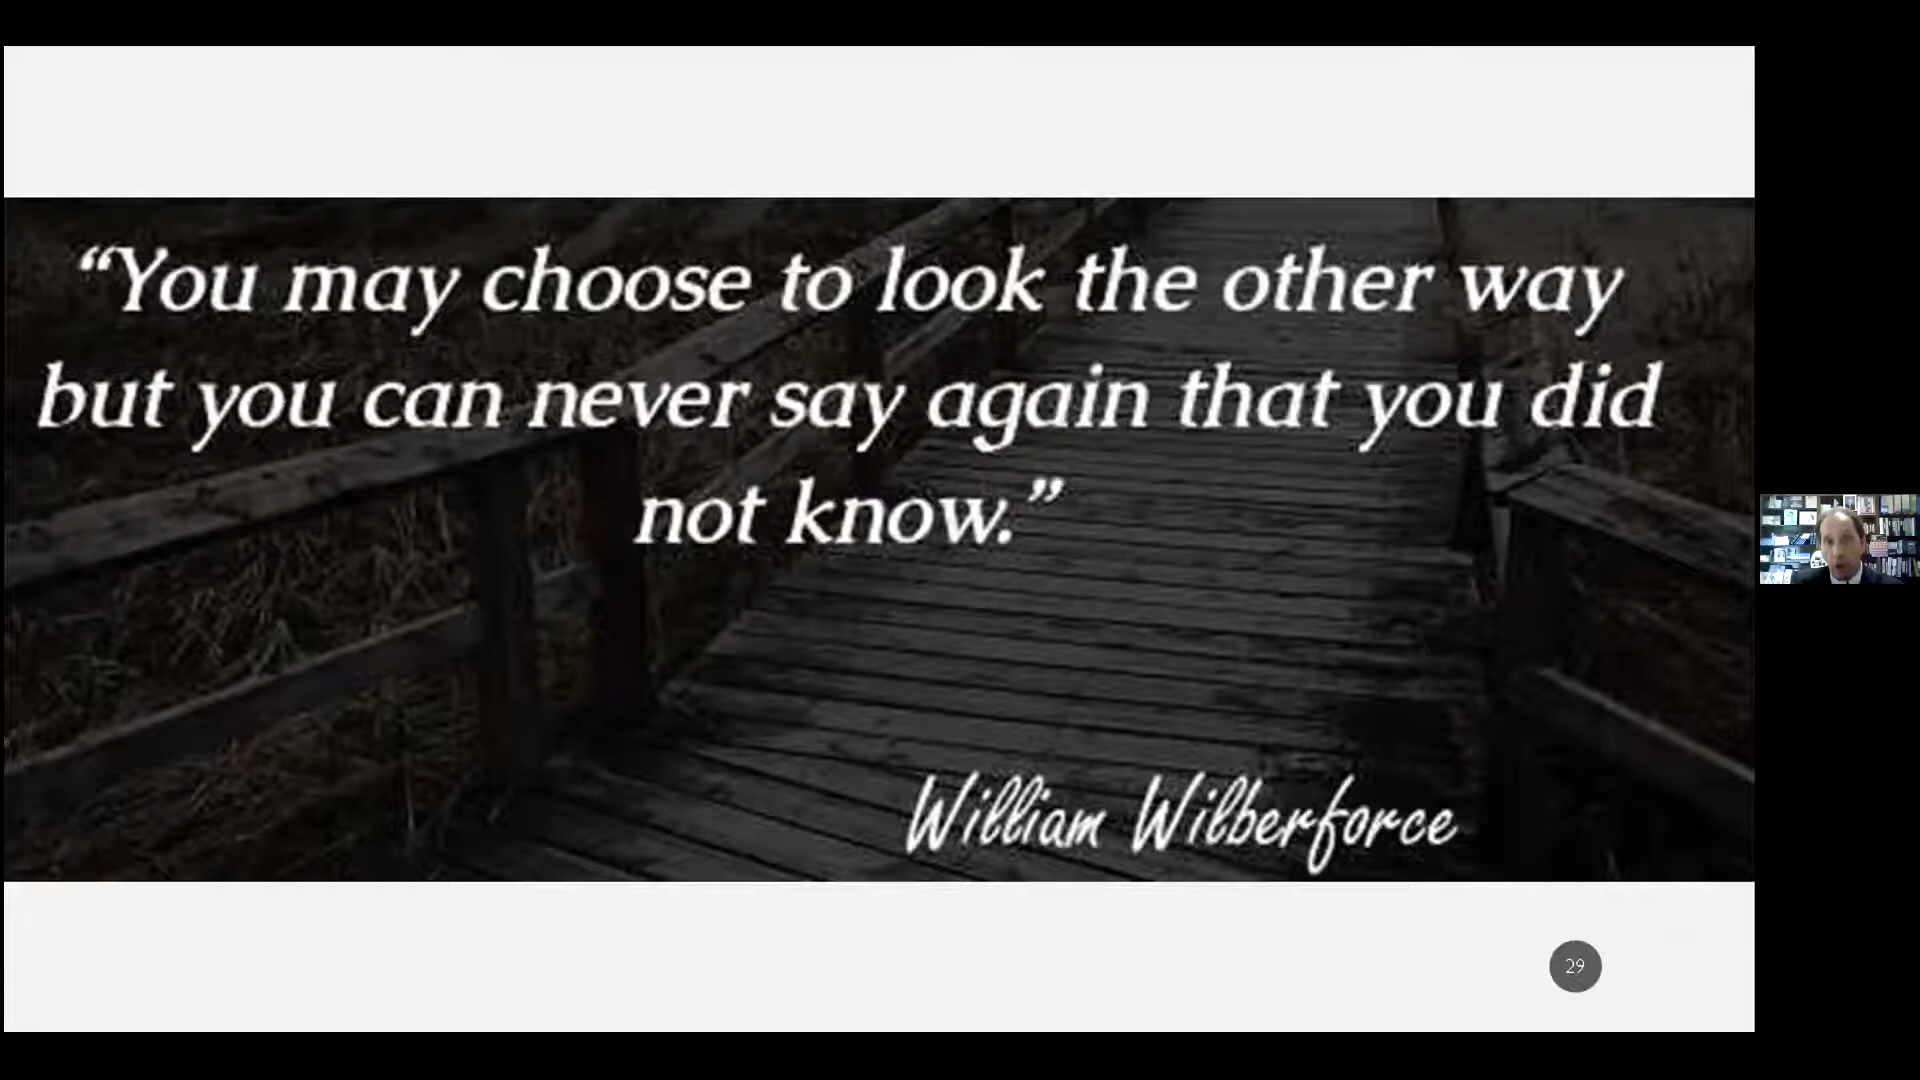 “You may choose to look the other way
but you can never say again that you did
not know.”
William Wilberforce
29